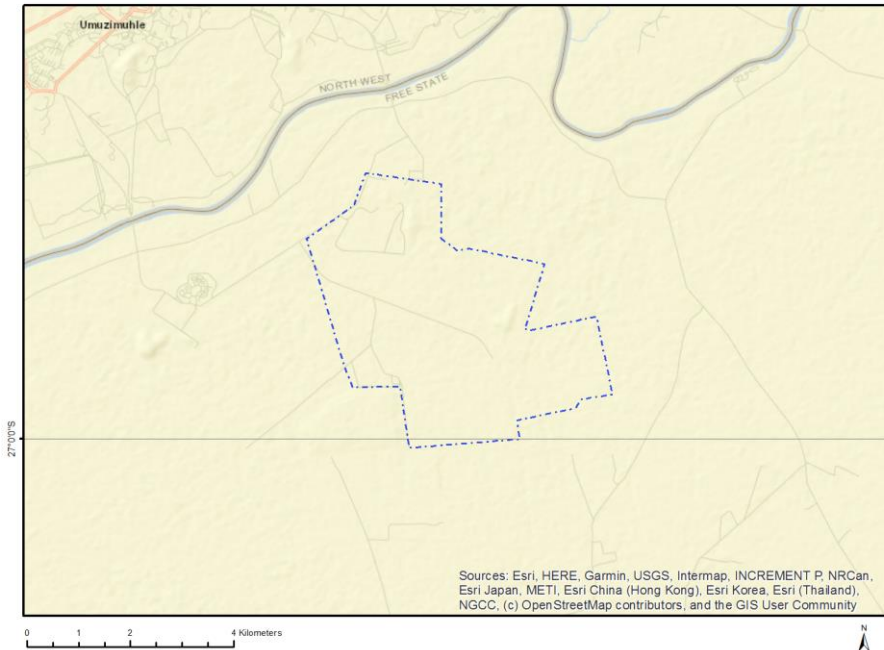 Umuzimuhle
NORTH WEST
FREE STATE
27°0'0"S
Sources: Esri, HERE, Garmin, USGS, Intermap, INCREMENT P, NRCan,
Esri Japan, METI, Esri China (Hong Kong), Esri Korea, Esri (Thailand),
NGCC, (c) OpenStreetMap contributors, and the GIS User Community
0 1 2 4 Kilometers
N